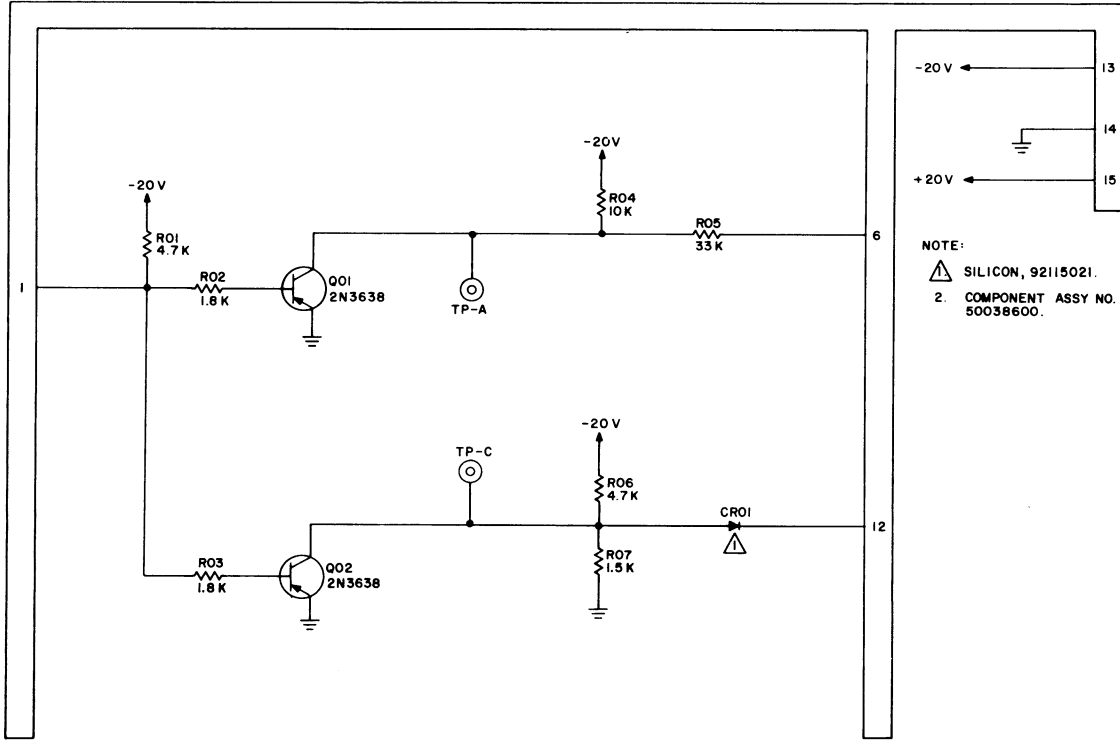 -20V
13
14
+20V
15
NOTE:
1. SILICON, 92115021.
2. COMPONENT ASSY NO.
50038600.
-20V
R01
4.7K
1
R02
1.8K
Q01
2N3638
TP-A
-20V
R04
10K
R05
33K
6
R03
1.8K
Q02
2N3638
TP-C
-20V
R06
4.7K
R07
1.5K
CR01
1
12